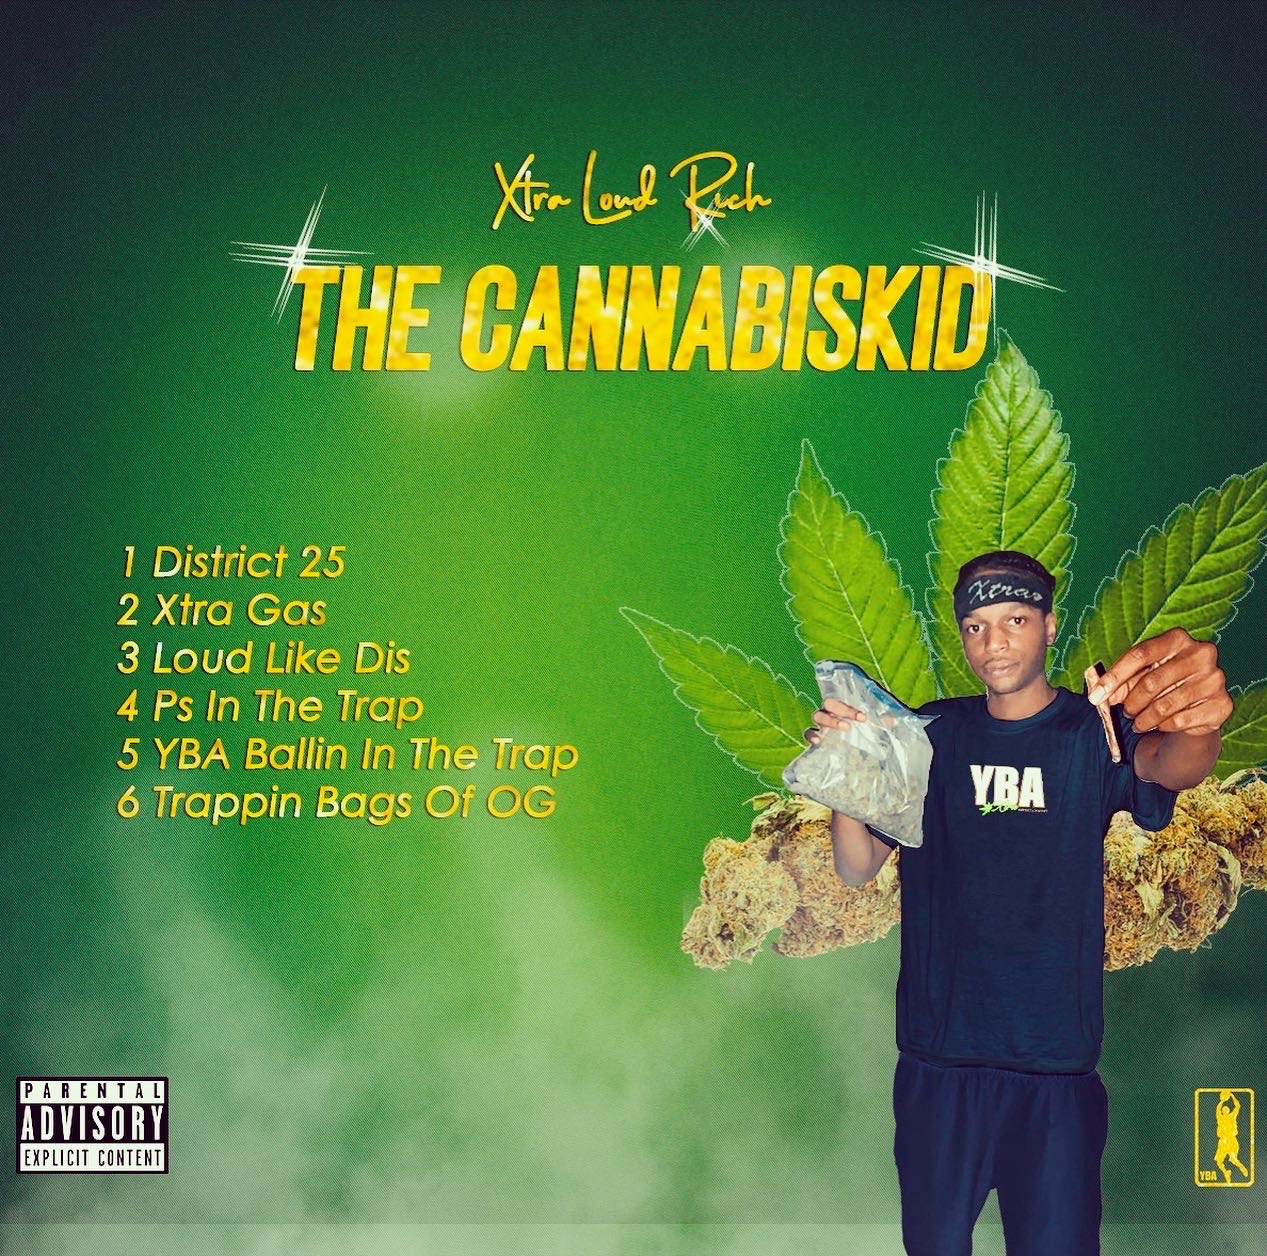 Xtra Loud Rich
THE CANNABISKID
1 District 25
2 Xtra Gas
3 Loud Like Dis
4 Ps In The Trap
5 YBA Ballin In The Trap
6 Trappin Bags Of OG
Xtra
YBA
PARENTAL
ADVISORY
EXPLICIT CONTENT
YBA